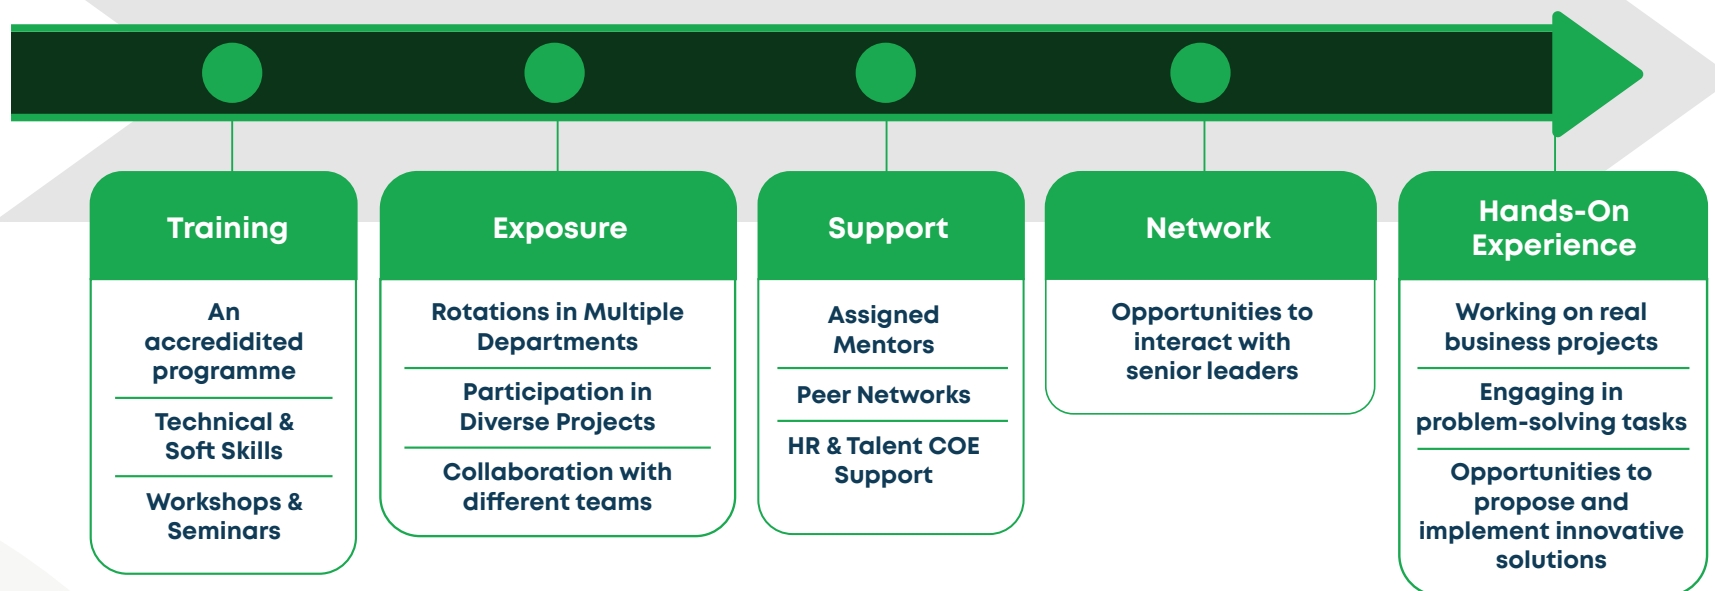 Training
An
accredidited
programme
Technical &
Soft Skills
Workshops &
Seminars
Exposure
Rotations in Multiple
Departments
Participation in
Diverse Projects
Collaboration with
different teams
Support
Assigned
Mentors
Peer Networks
HR & Talent COE
Support
Network
Opportunities to
interact with
senior leaders
Hands-On
Experience
Working on real
business projects
Engaging in
problem-solving tasks
Opportunities to
propose and
implement innovative
solutions